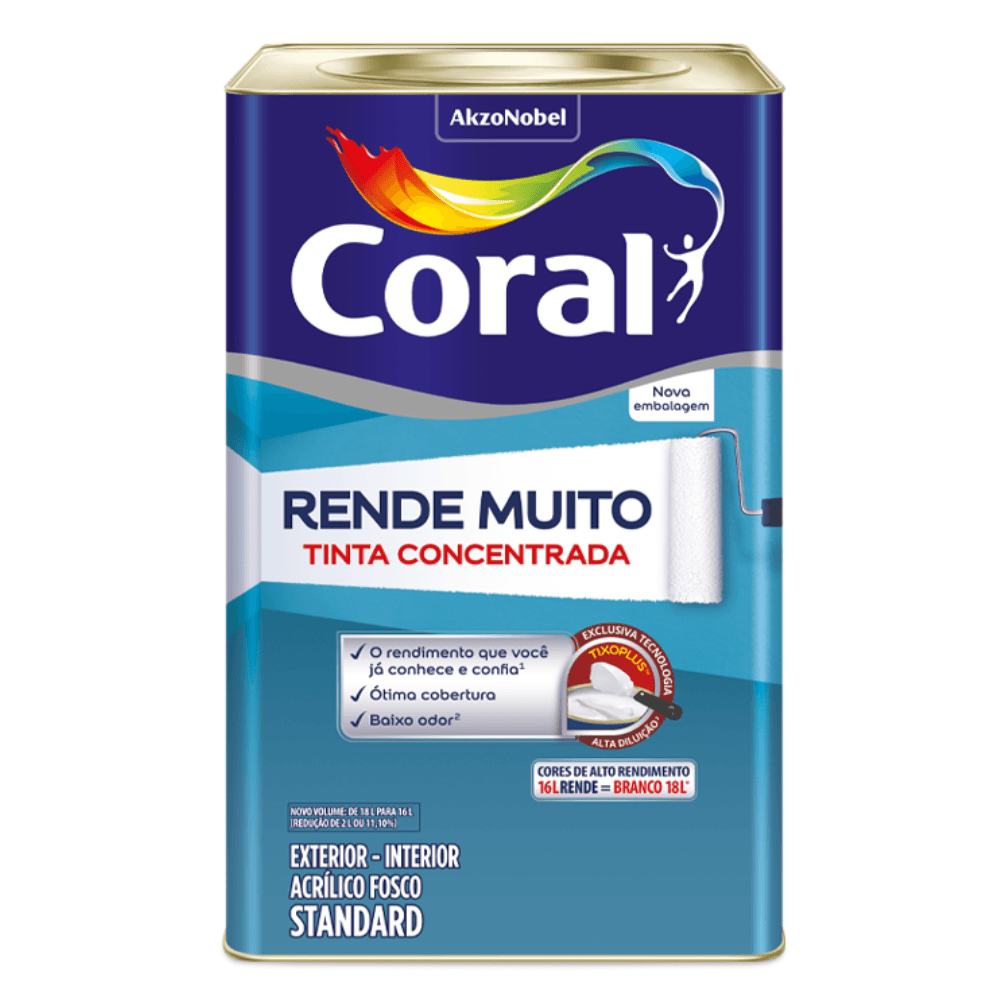 AkzoNobel
Coral
Nova
embalagem
RENDE MUITO
TINTA CONCENTRADA
✓ O rendimento que você
já conhece e confia¹
✓ Ótima cobertura
✓ Baixo odor²
EXCLUSIVA TECNOLOGIA
TIXOPLUS™
ALTA DILUIÇÃO³
CORES DE ALTO RENDIMENTO
16L RENDE = BRANCO 18L*
NOVO VOLUME: DE 18 L PARA 16 L
(REDUÇÃO DE 2 L OU 11,10%)
EXTERIOR - INTERIOR
ACRÍLICO FOSCO
STANDARD